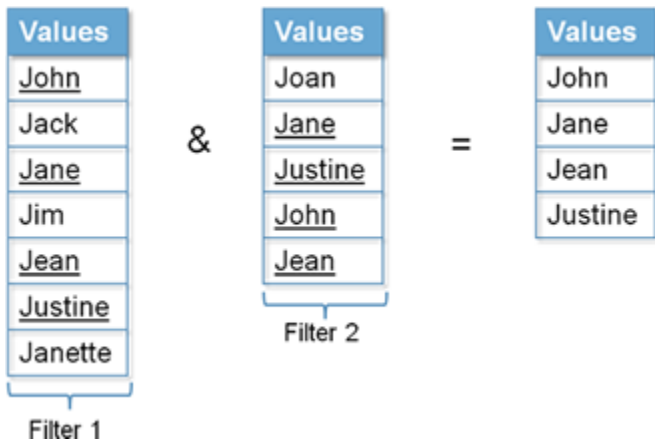 Values
John
Jack
Jane
Jim
Jean
Justine
Janette
Filter 1
&
Values
Joan
Jane
Justine
John
Jean
Filter 2
=
Values
John
Jane
Jean
Justine